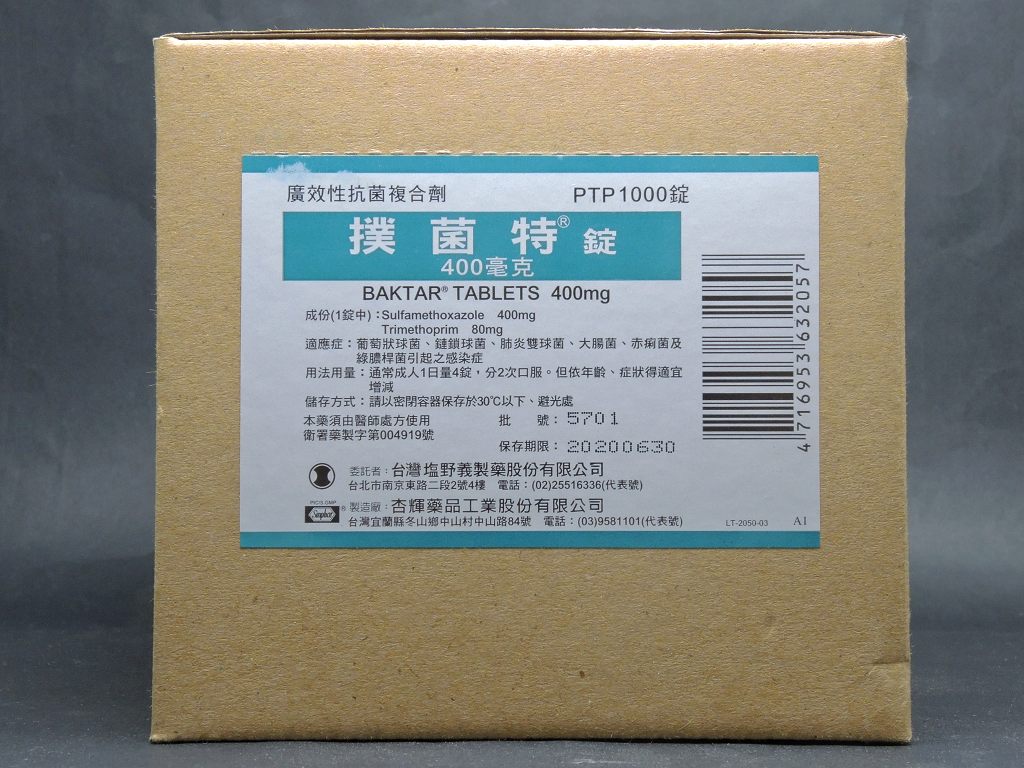 廣效性抗菌複合劑 PTP1000錠
撲菌特®錠
400毫克
BAKTAR® TABLETS 400mg
成份(1錠中):Sulfamethoxazole 400mg
Trimethoprim 80mg
適應症:葡萄狀球菌、鏈鎖球菌、肺炎雙球菌、大腸菌、赤痢菌及
綠膿桿菌引起之感染症
用法用量:通常成人1日量4錠,分2次口服。但依年齡、症狀得適宜
增減
儲存方式:請以密閉容器保存於30℃以下、避光處
本藥須由醫師處方使用 批 號:5701
衛署藥製字第004919號
保存期限:20200630
委託者:台灣塩野義製藥股份有限公司
台北市南京東路二段2號4樓 電話:(02)25516336(代表號)
PIC/S GMP
® 製造廠:杏輝藥品工業股份有限公司
台灣宜蘭縣冬山鄉中山村中山路84號 電話:(03)9581101(代表號)
LT-2050-03 AI
4716953632057